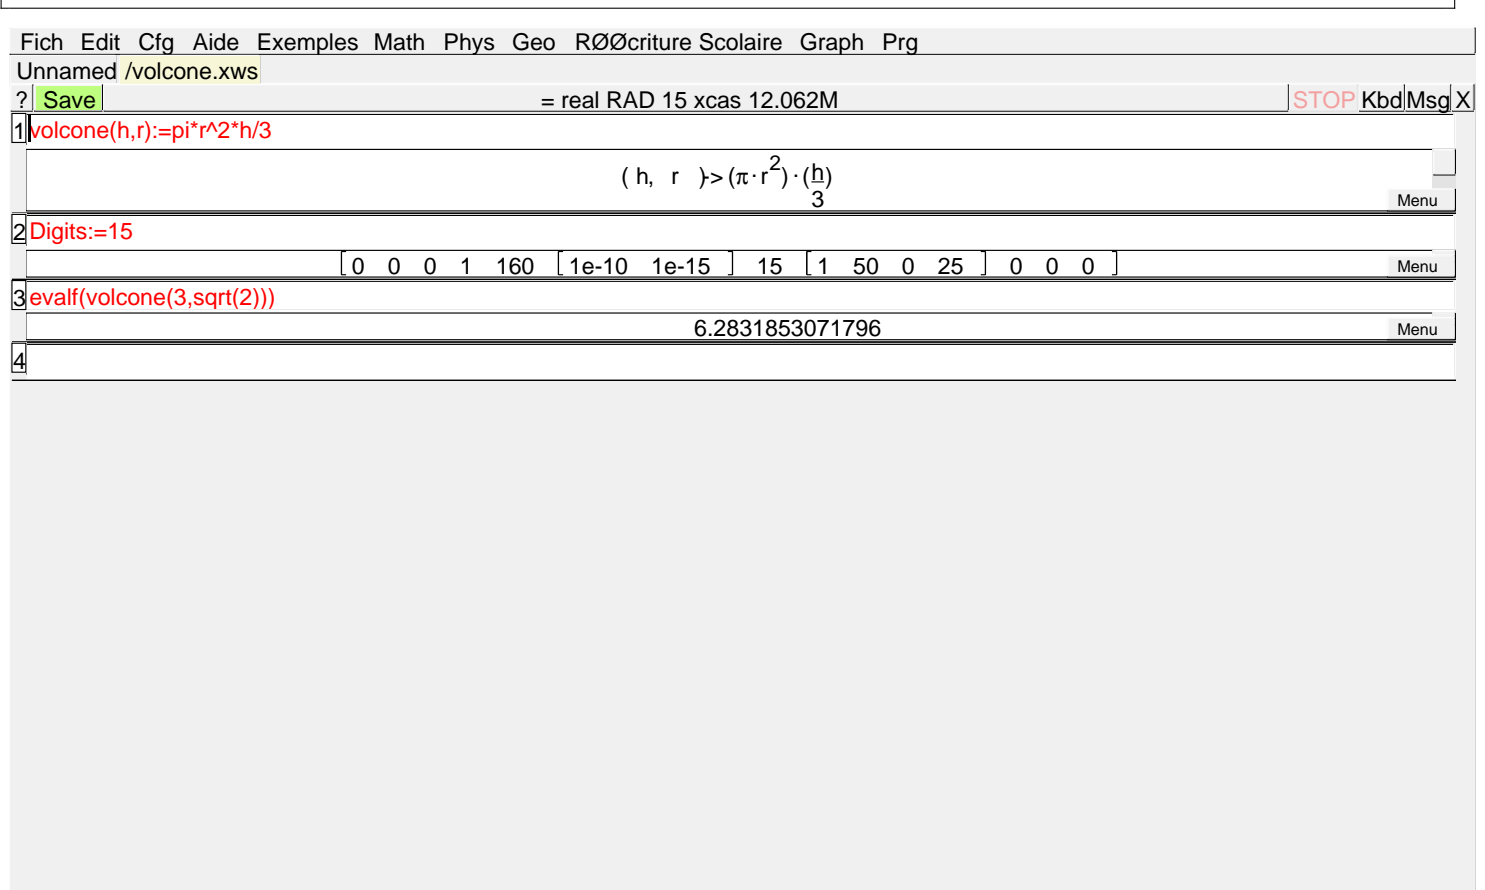 Fich Edit Cfg Aide Exemples Math Phys Geo RØØcriture Scolaire Graph Prg
Unnamed /volcone.xws
? Save = real RAD 15 xcas 12.062M STOP Kbd Msg X
1 volcone(h,r):=pi*r^2*h/3
( h, r )-> (π·r^2)·(h/3)
Menu
2 Digits:=15
[0 0 0 1 160 [1e-10 1e-15 ] 15 [1 50 0 25 ] 0 0 0 ] Menu
3 evalf(volcone(3,sqrt(2)))
6.2831853071796 Menu
4